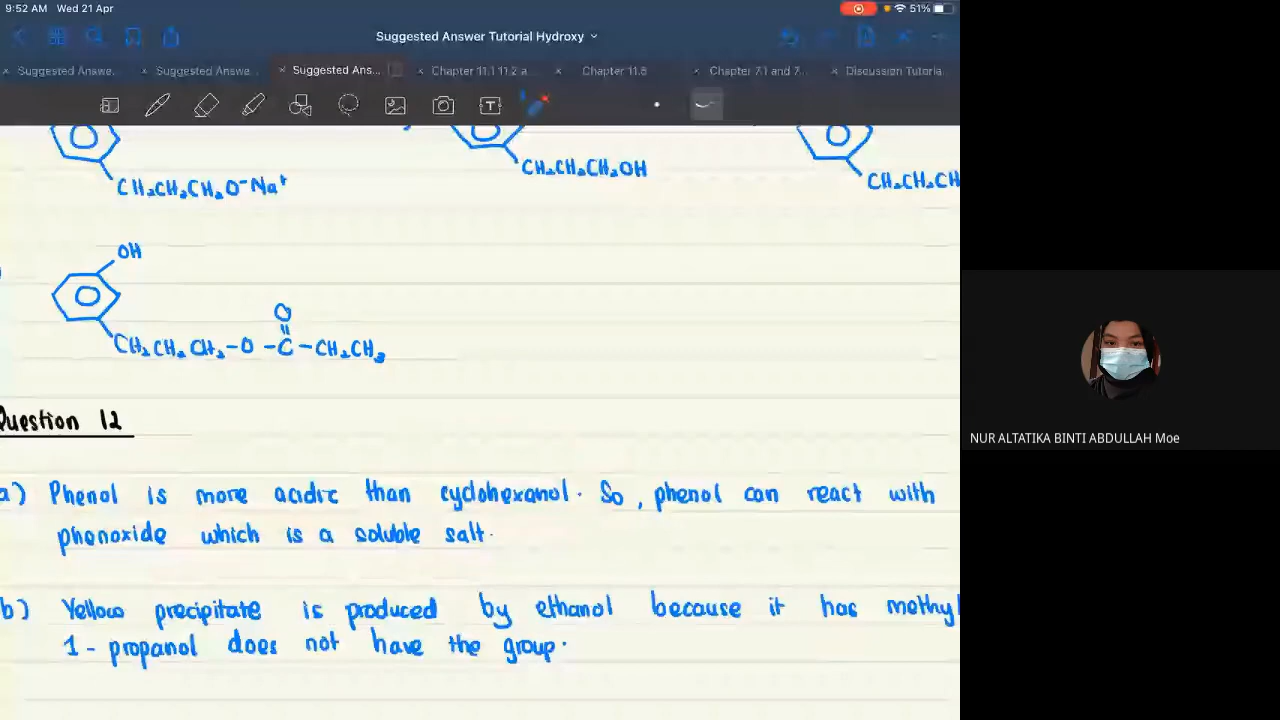 9:52 AM Wed 21 Apr
51%
Suggested Answer Tutorial Hydroxy
Suggested Answe.
Suggested Answe...
Suggested Ans...
Chapter 11.1 11.2 a...
Chapter 11.6
Chapter 7.1 and 7...
Discussion Tutoria
CH₂CH₂CH₂O⁻Na⁺
CH₂CH₂CH₂OH
CH₂CH₂CH
OH
O
CH₂CH₂CH₂-O-C-CH₂CH₃
Question 12
NUR ALTATIKA BINTI ABDULLAH Moe
a) Phenol is more acidic than cyclohexanol. So, phenol can react with
phenoxide which is a soluble salt.
b) Yellow precipitate is produced by ethanol because it has methyl
1-propanol does not have the group.